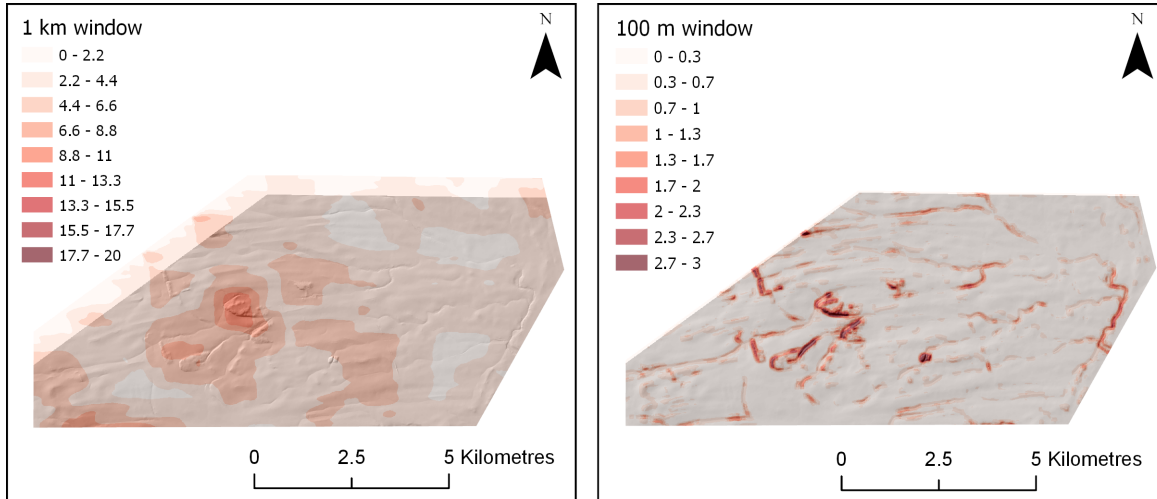 1 km window
N
0 - 2.2
2.2 - 4.4
4.4 - 6.6
6.6 - 8.8
8.8 - 11
11 - 13.3
13.3 - 15.5
15.5 - 17.7
17.7 - 20
0 2.5 5 Kilometres
100 m window
N
0 - 0.3
0.3 - 0.7
0.7 - 1
1 - 1.3
1.3 - 1.7
1.7 - 2
2 - 2.3
2.3 - 2.7
2.7 - 3
0 2.5 5 Kilometres